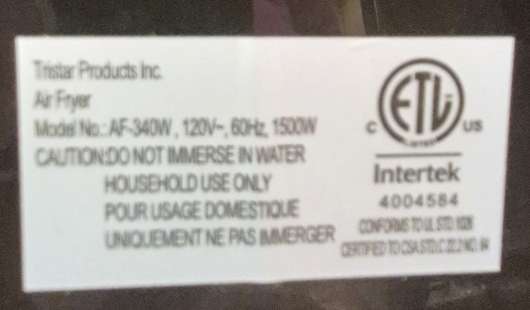 Tristar Products Inc.
Air Fryer
Model No.: AF-340W, 120V~, 60Hz, 1500W
CAUTION:DO NOT IMMERSE IN WATER
HOUSEHOLD USE ONLY
POUR USAGE DOMESTIQUE
UNIQUEMENT NE PAS IMMERGER
ETL
C US
LISTED
Intertek
4004584
CONFORMS TO UL STD. 1026
CERTIFIED TO CSA STD. C 22.2 NO. 64